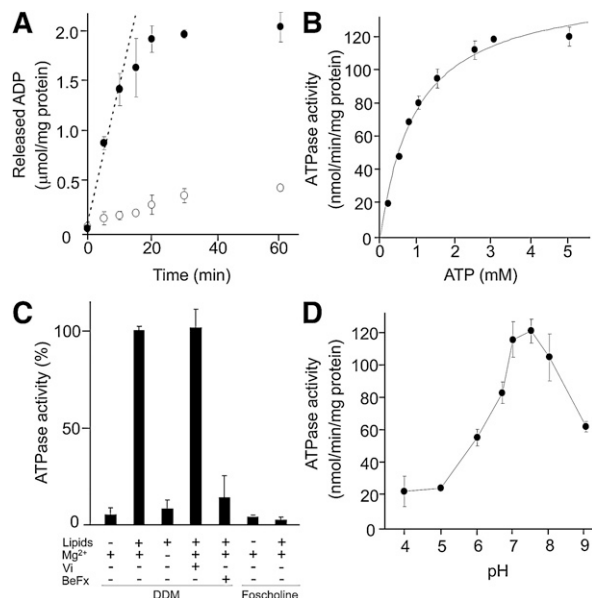 A
Released ADP
(μmol/mg protein)
2.0
1.5
1.0
0.5
0
0 20 40 60
Time (min)
B
ATPase activity
(nmol/min/mg protein)
120
100
80
60
40
20
0
0 1 2 3 4 5
ATP (mM)
C
ATPase activity (%)
100
50
0
Lipids - + + + + - +
Mg²⁺ + + - + + + +
Vi - - - + - - -
BeFx - - - - + - -
DDM Foscholine
D
ATPase activity
(nmol/min/mg protein)
120
100
80
60
40
20
0
4 5 6 7 8 9
pH